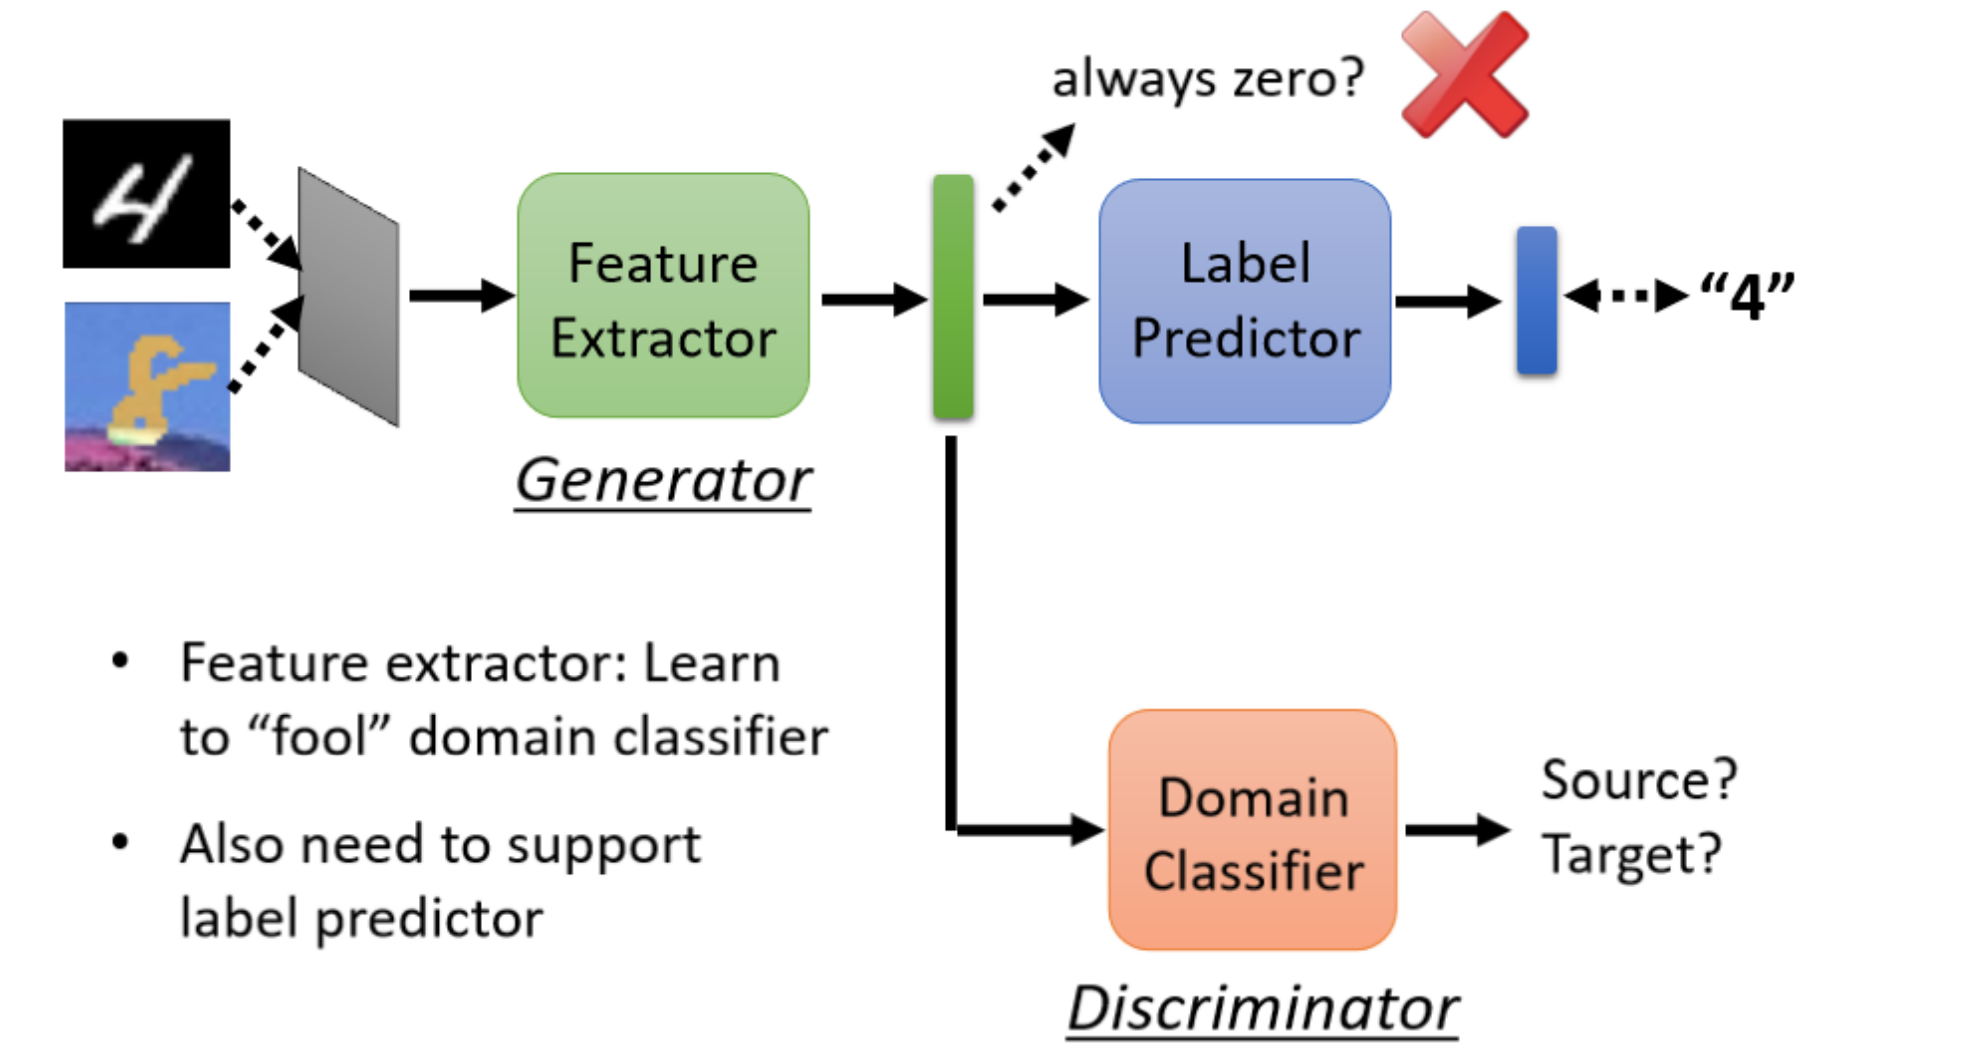 always zero?
4
Feature
Extractor
Label
Predictor
“4”
Generator
• Feature extractor: Learn
to “fool” domain classifier
• Also need to support
label predictor
Domain
Classifier
Source?
Target?
Discriminator